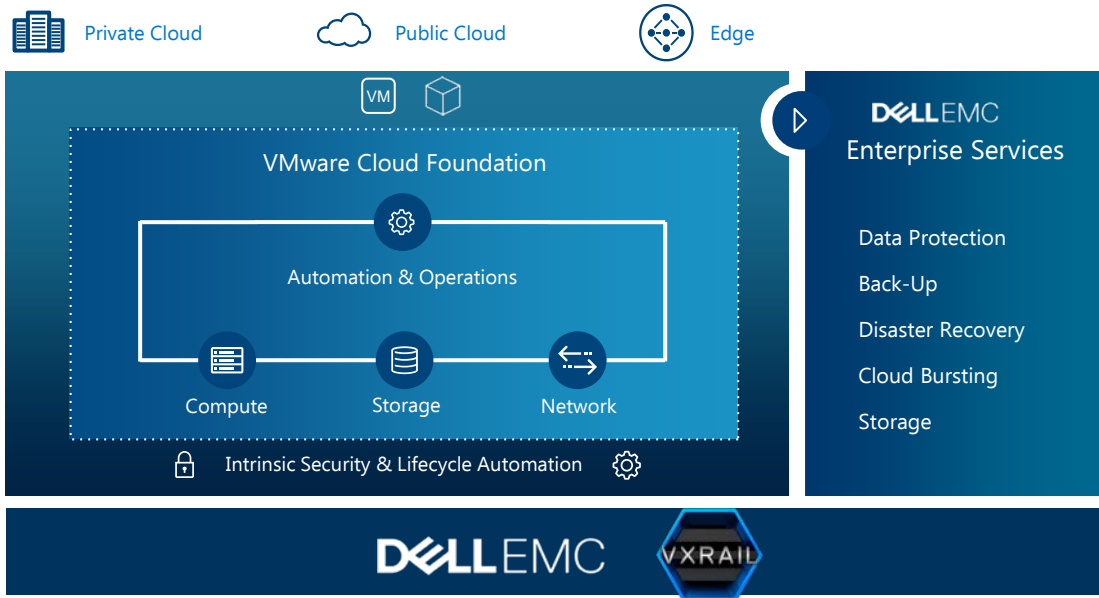 Private Cloud
Public Cloud
Edge
VM
VMware Cloud Foundation
Automation & Operations
Compute
Storage
Network
Intrinsic Security & Lifecycle Automation
DELLEMC
Enterprise Services
Data Protection
Back-Up
Disaster Recovery
Cloud Bursting
Storage
DELLEMC
VXRAIL